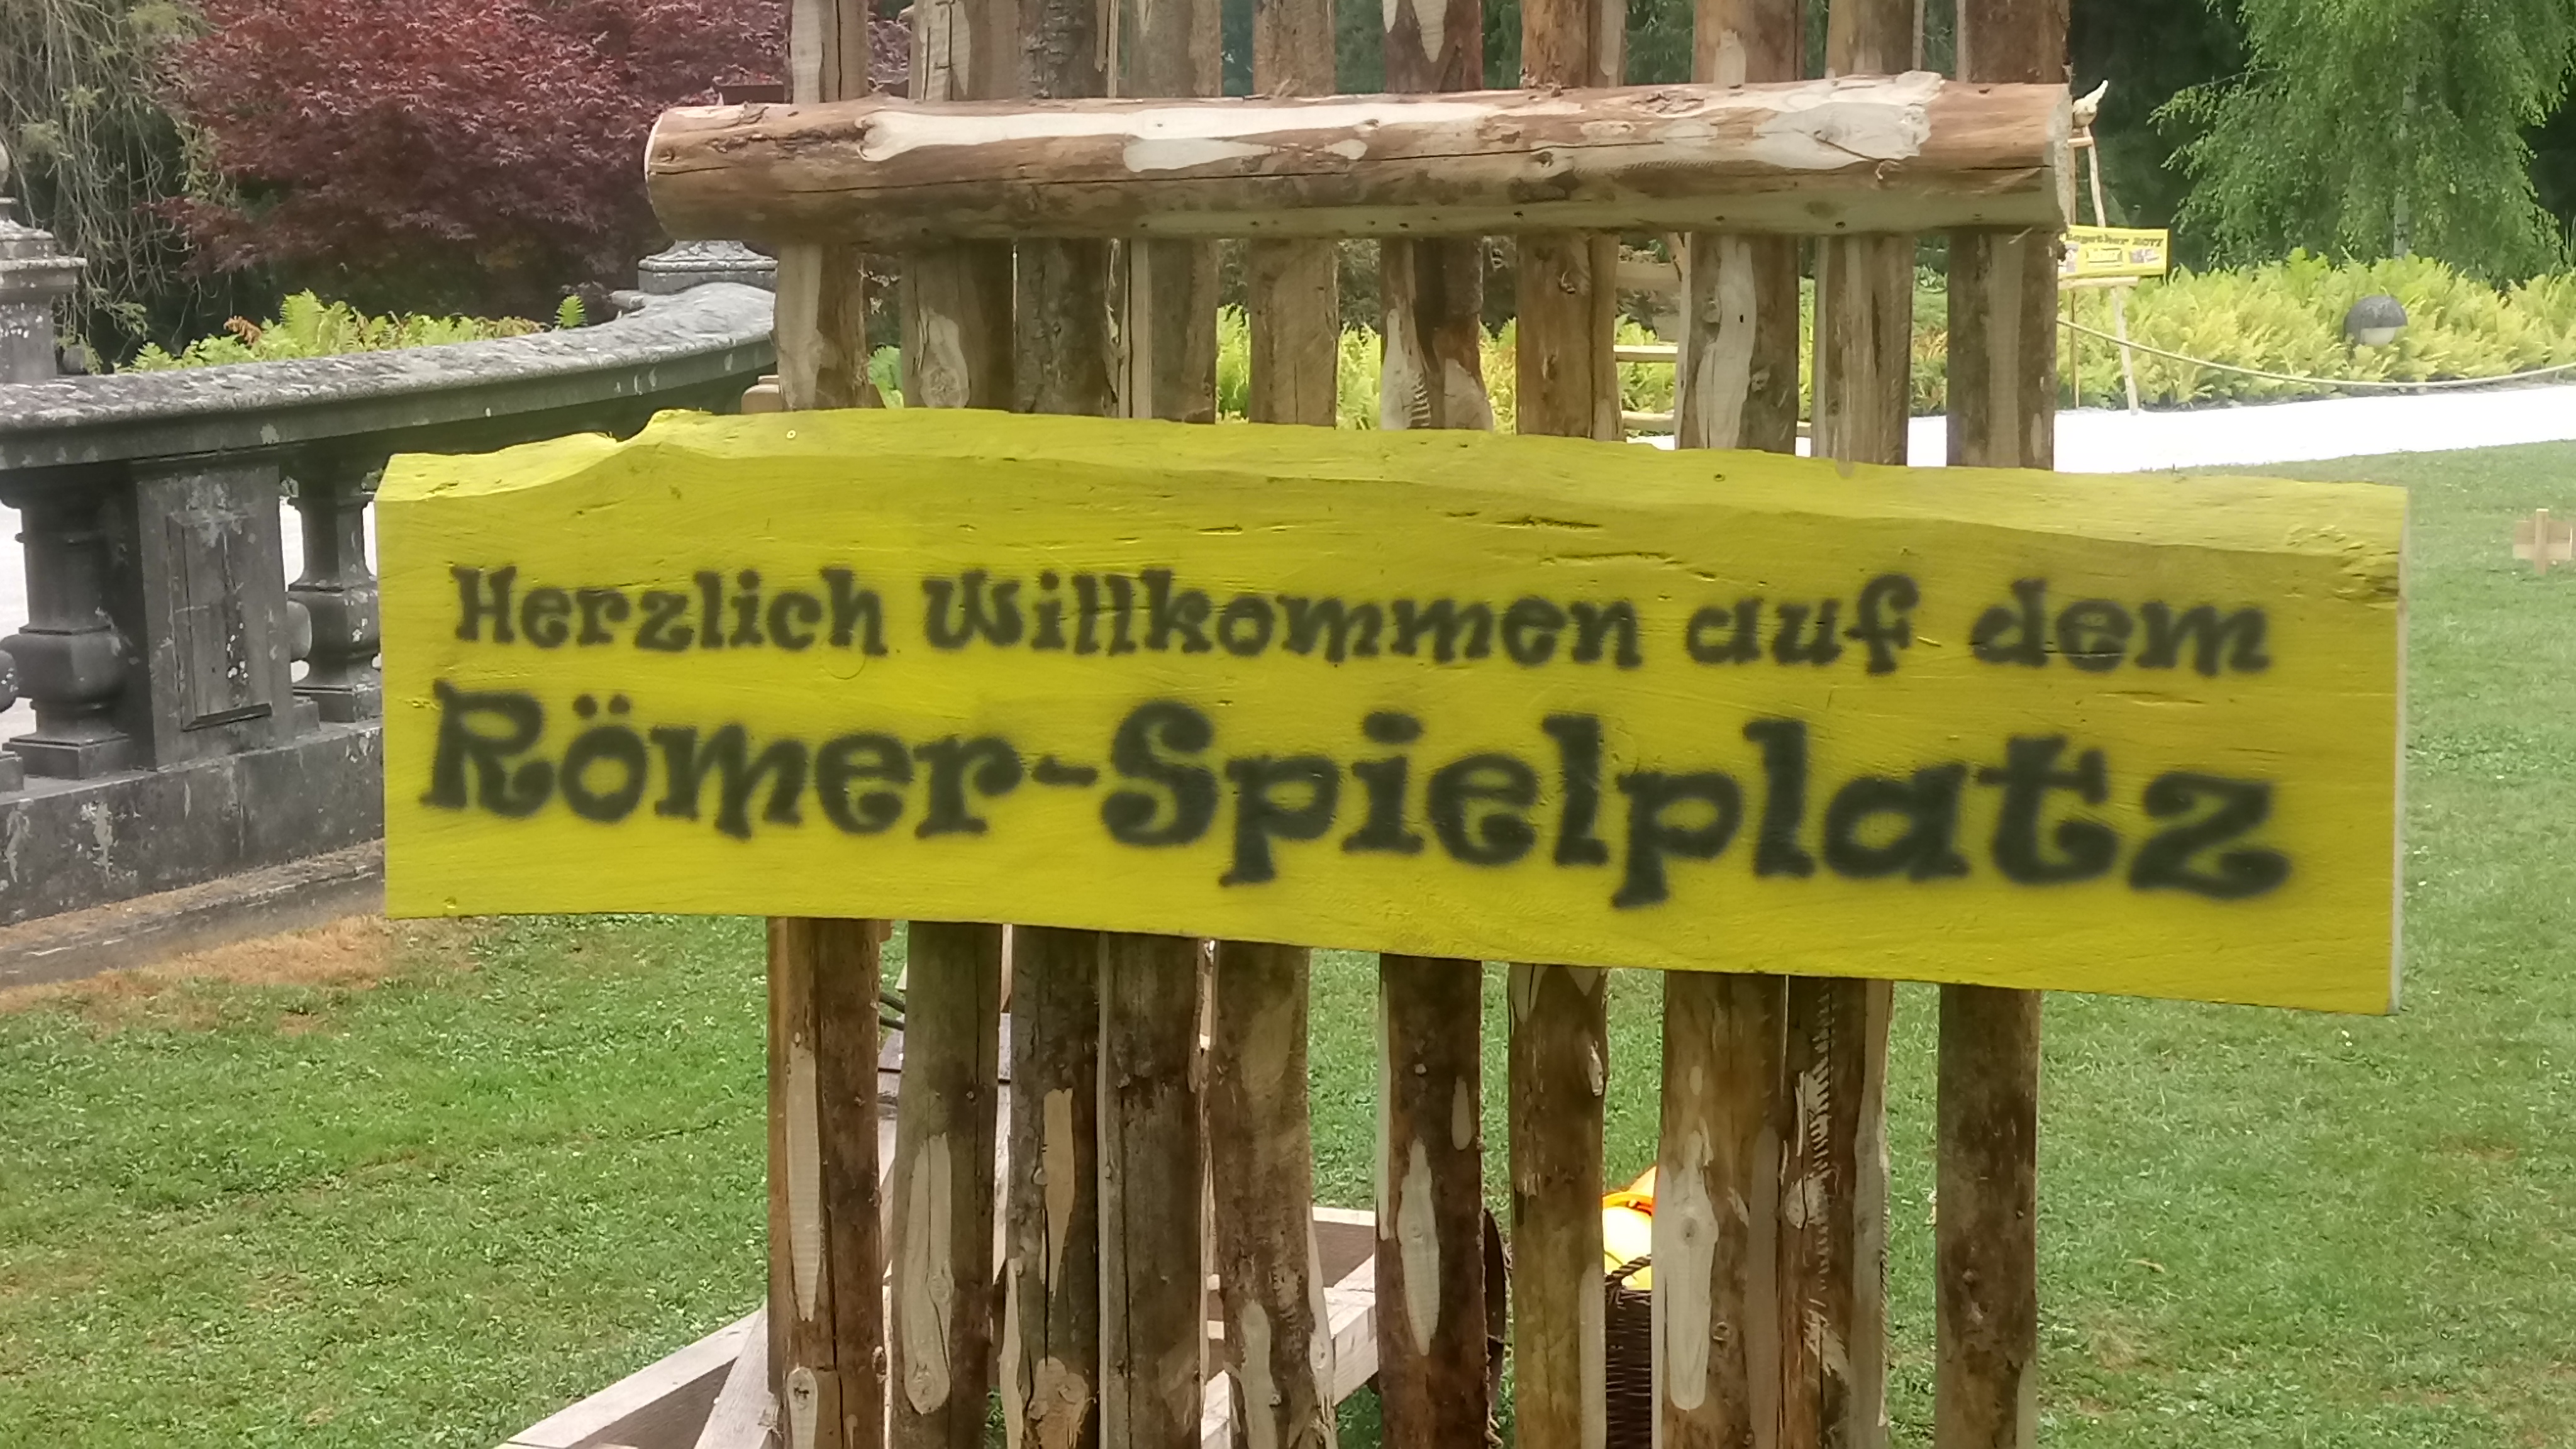 Herzlich Willkommen auf dem
Römer-Spielplatz